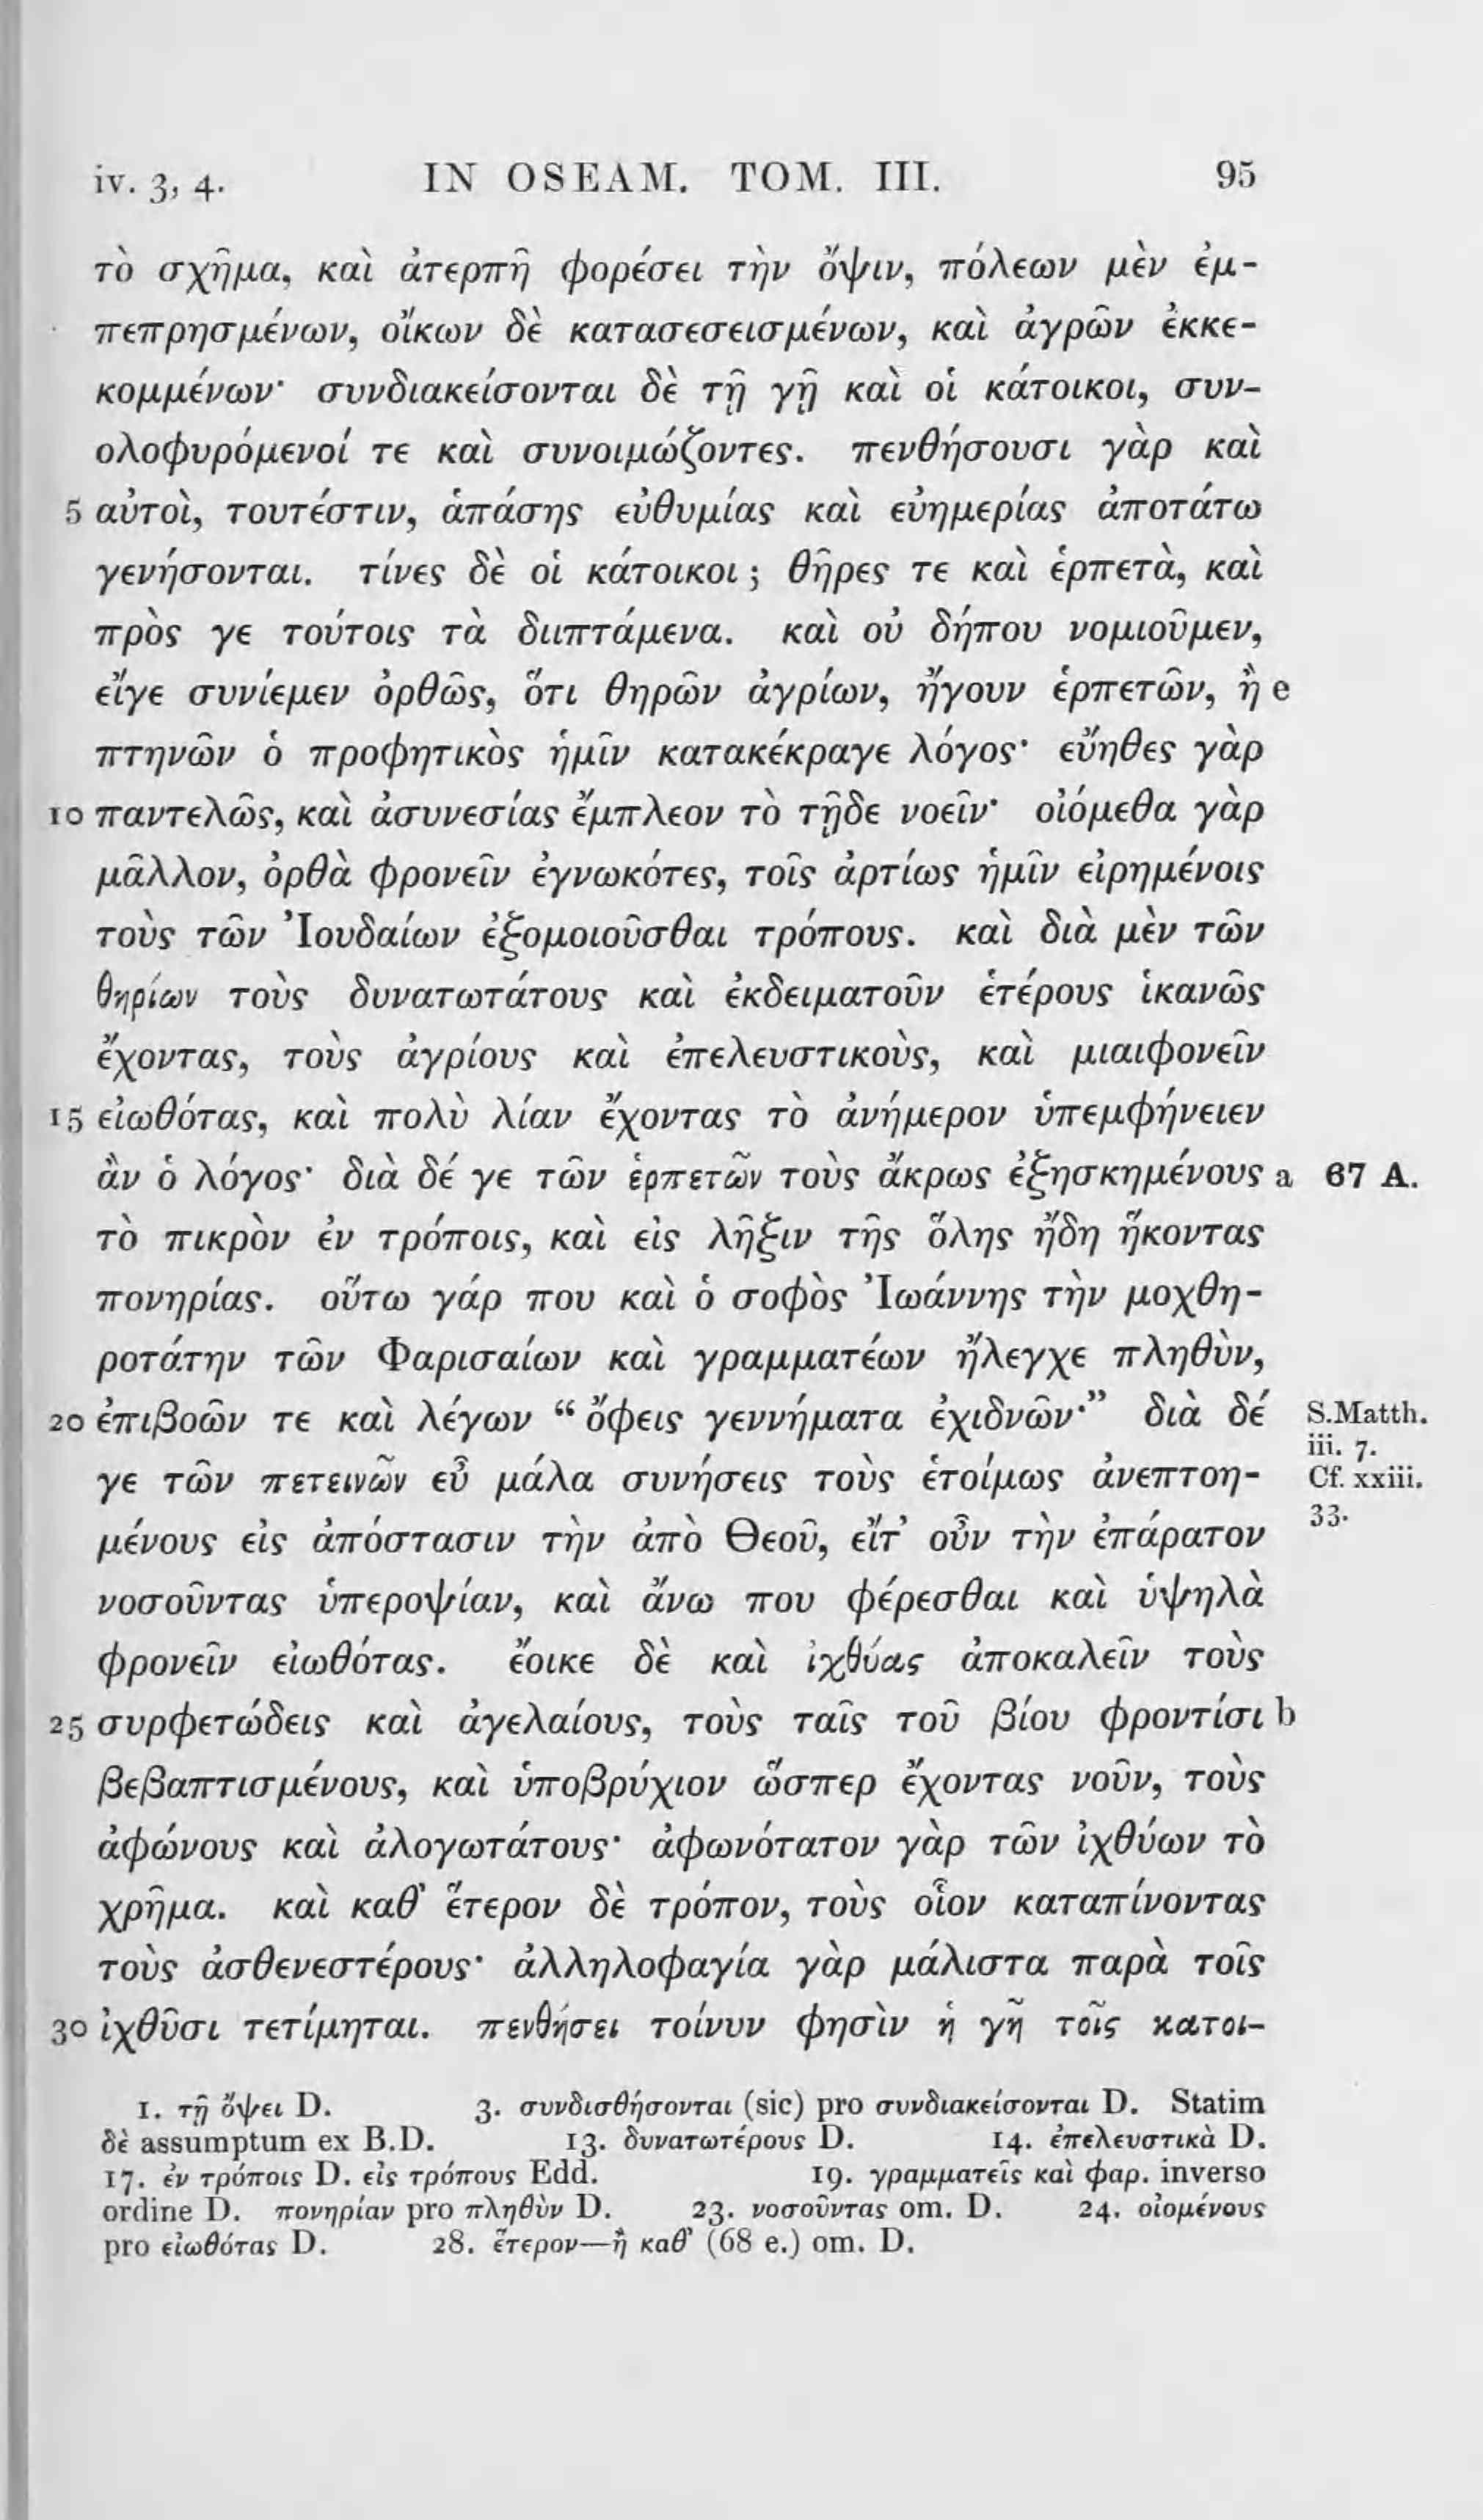 iv. 3, 4. IN OSEAM. TOM. III. 95
τὸ σχῆμα, καὶ ἀτερπῆ φορέσει τὴν ὄψιν, πόλεων μὲν ἐμ-
πεπρησμένων, οἴκων δὲ κατασεσεισμένων, καὶ ἀγρῶν ἐκκε-
κομμένων· συνδιακείσονται δὲ τῇ γῇ καὶ οἱ κάτοικοι, συν-
ολοφυρόμενοί τε καὶ συνοιμώζοντες. πενθήσουσι γὰρ καὶ
5 αὐτοὶ, τουτέστιν, ἁπάσης εὐθυμίας καὶ εὐημερίας ἀποτάτω
γενήσονται. τίνες δὲ οἱ κάτοικοι; θῆρες τε καὶ ἑρπετὰ, καὶ
πρὸς γε τούτοις τὰ διιπτάμενα. καὶ οὐ δήπου νομιοῦμεν,
εἴγε συνίεμεν ὀρθῶς, ὅτι θηρῶν ἀγρίων, ἤγουν ἑρπετῶν, ἢ e
πτηνῶν ὁ προφητικὸς ἡμῖν κατακέκραγε λόγος· εὔηθες γὰρ
10 παντελῶς, καὶ ἀσυνεσίας ἔμπλεον τὸ τῇδε νοεῖν· οἰόμεθα γὰρ
μᾶλλον, ὀρθὰ φρονεῖν ἐγνωκότες, τοῖς ἀρτίως ἡμῖν εἰρημένοις
τοὺς τῶν Ἰουδαίων ἐξομοιοῦσθαι τρόπους. καὶ διὰ μὲν τῶν
θηρίων τοὺς δυνατωτάτους καὶ ἐκδειματοῦν ἑτέρους ἱκανῶς
ἔχοντας, τοὺς ἀγρίους καὶ ἐπελευστικοὺς, καὶ μιαιφονεῖν
15 εἰωθότας, καὶ πολὺ λίαν ἔχοντας τὸ ἀνήμερον ὑπεμφήνειεν
ἂν ὁ λόγος· διὰ δέ γε τῶν ἑρπετῶν τοὺς ἄκρως ἐξησκημένους a 67 A.
τὸ πικρὸν ἐν τρόποις, καὶ εἰς λῆξιν τῆς ὅλης ἤδη ἥκοντας
πονηρίας. οὕτω γάρ που καὶ ὁ σοφὸς Ἰωάννης τὴν μοχθη-
ροτάτην τῶν Φαρισαίων καὶ γραμματέων ἤλεγχε πληθὺν,
20 ἐπιβοῶν τε καὶ λέγων “ ὄφεις γεννήματα ἐχιδνῶν·” διὰ δέ S.Matth.
iii. 7.
γε τῶν πετεινῶν εὖ μάλα συνήσεις τοὺς ἑτοίμως ἀνεπτοη- Cf. xxiii.
33.
μένους εἰς ἀπόστασιν τὴν ἀπὸ Θεοῦ, εἴτ’ οὖν τὴν ἐπάρατον
νοσοῦντας ὑπεροψίαν, καὶ ἄνω που φέρεσθαι καὶ ὑψηλὰ
φρονεῖν εἰωθότας. ἔοικε δὲ καὶ ἰχθύας ἀποκαλεῖν τοὺς
25 συρφετώδεις καὶ ἀγελαίους, τοὺς ταῖς τοῦ βίου φροντίσι b
βεβαπτισμένους, καὶ ὑποβρύχιον ὥσπερ ἔχοντας νοῦν, τοὺς
ἀφώνους καὶ ἀλογωτάτους· ἀφωνότατον γὰρ τῶν ἰχθύων τὸ
χρῆμα. καὶ καθ’ ἕτερον δὲ τρόπον, τοὺς οἷον καταπίνοντας
τοὺς ἀσθενεστέρους· ἀλληλοφαγία γὰρ μάλιστα παρὰ τοῖς
30 ἰχθῦσι τετίμηται. πενθήσει τοίνυν φησὶν ἡ γῆ τοῖς κατοι-
1. τῇ ὄψει D. 3. συνδισθήσονται (sic) pro συνδιακείσονται D. Statim
δὲ assumptum ex B.D. 13. δυνατωτέρους D. 14. ἐπελευστικὰ D.
17. ἐν τρόποις D. εἰς τρόπους Edd. 19. γραμματεῖς καὶ φαρ. inverso
ordine D. πονηρίαν pro πληθὺν D. 23. νοσοῦντας om. D. 24. οἰομένους
pro εἰωθότας D. 28. ἕτερον—ἢ καθ’ (68 e.) om. D.